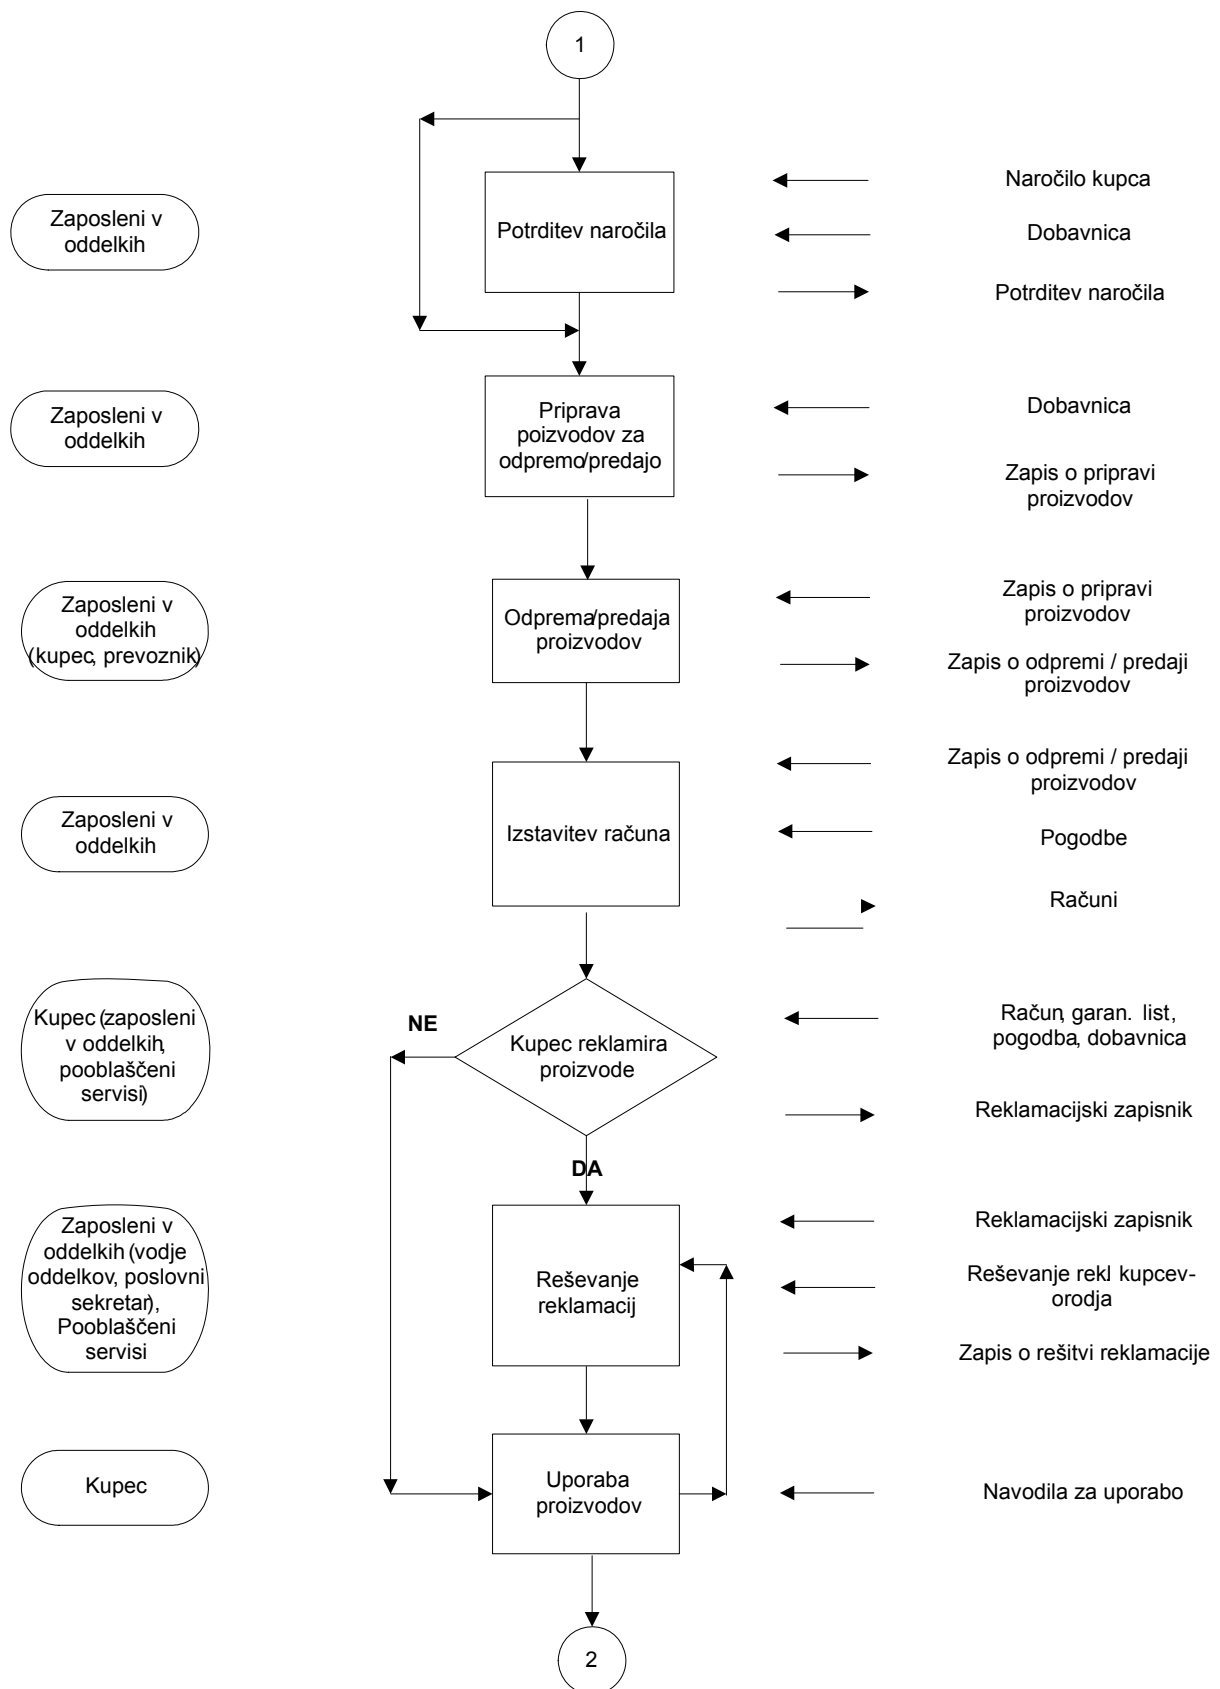 1
Zaposleni v
oddelkih
Potrditev naročila
Naročilo kupca
Dobavnica
Potrditev naročila
Zaposleni v
oddelkih
Priprava
poizvodov za
odpremo/predajo
Dobavnica
Zapis o pripravi
proizvodov
Zaposleni v
oddelkih
(kupec, prevoznik)
Odprema/predaja
proizvodov
Zapis o pripravi
proizvodov
Zapis o odpremi / predaji
proizvodov
Zaposleni v
oddelkih
Izstavitev računa
Zapis o odpremi / predaji
proizvodov
Pogodbe
Računi
Kupec (zaposleni
v oddelkih,
pooblaščeni
servisi)
NE
Kupec reklamira
proizvode
Račun, garan. list,
pogodba, dobavnica
Reklamacijski zapisnik
DA
Zaposleni v
oddelkih (vodje
oddelkov, poslovni
sekretar),
Pooblaščeni
servisi
Reševanje
reklamacij
Reklamacijski zapisnik
Reševanje rekl. kupcev-
orodja
Zapis o rešitvi reklamacije
Kupec
Uporaba
proizvodov
Navodila za uporabo
2